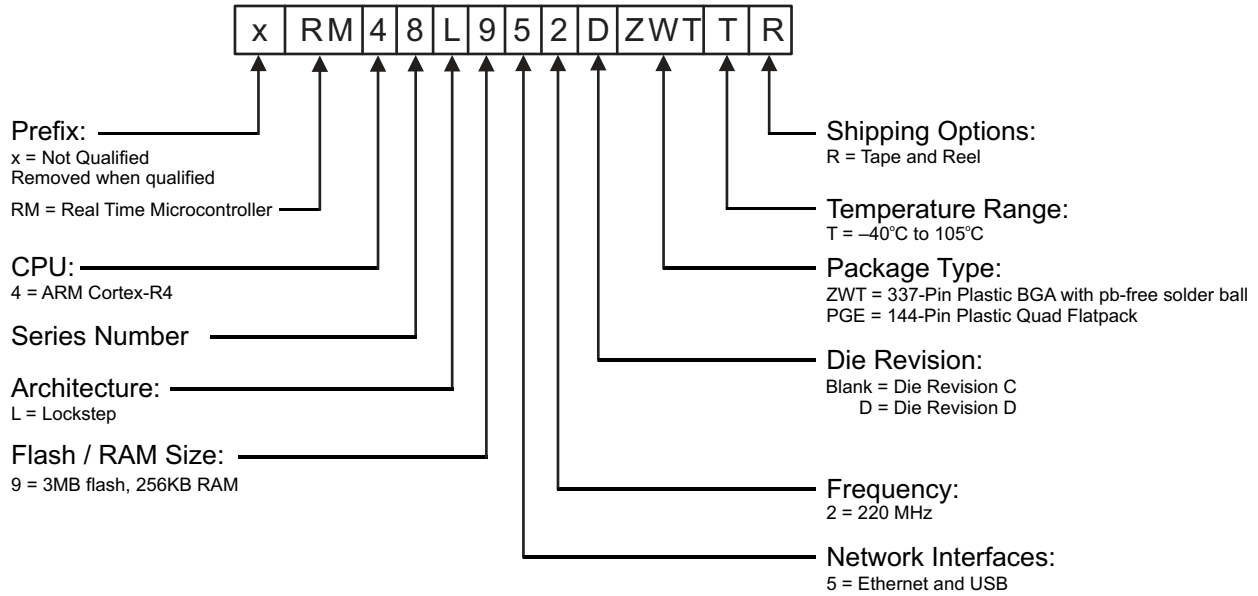 x RM 4 8 L 9 5 2 D ZWT T R
Prefix:
x = Not Qualified
Removed when qualified
RM = Real Time Microcontroller
CPU:
4 = ARM Cortex-R4
Series Number
Architecture:
L = Lockstep
Flash / RAM Size:
9 = 3MB flash, 256KB RAM
Shipping Options:
R = Tape and Reel
Temperature Range:
T = –40°C to 105°C
Package Type:
ZWT = 337-Pin Plastic BGA with pb-free solder ball
PGE = 144-Pin Plastic Quad Flatpack
Die Revision:
Blank = Die Revision C
D = Die Revision D
Frequency:
2 = 220 MHz
Network Interfaces:
5 = Ethernet and USB